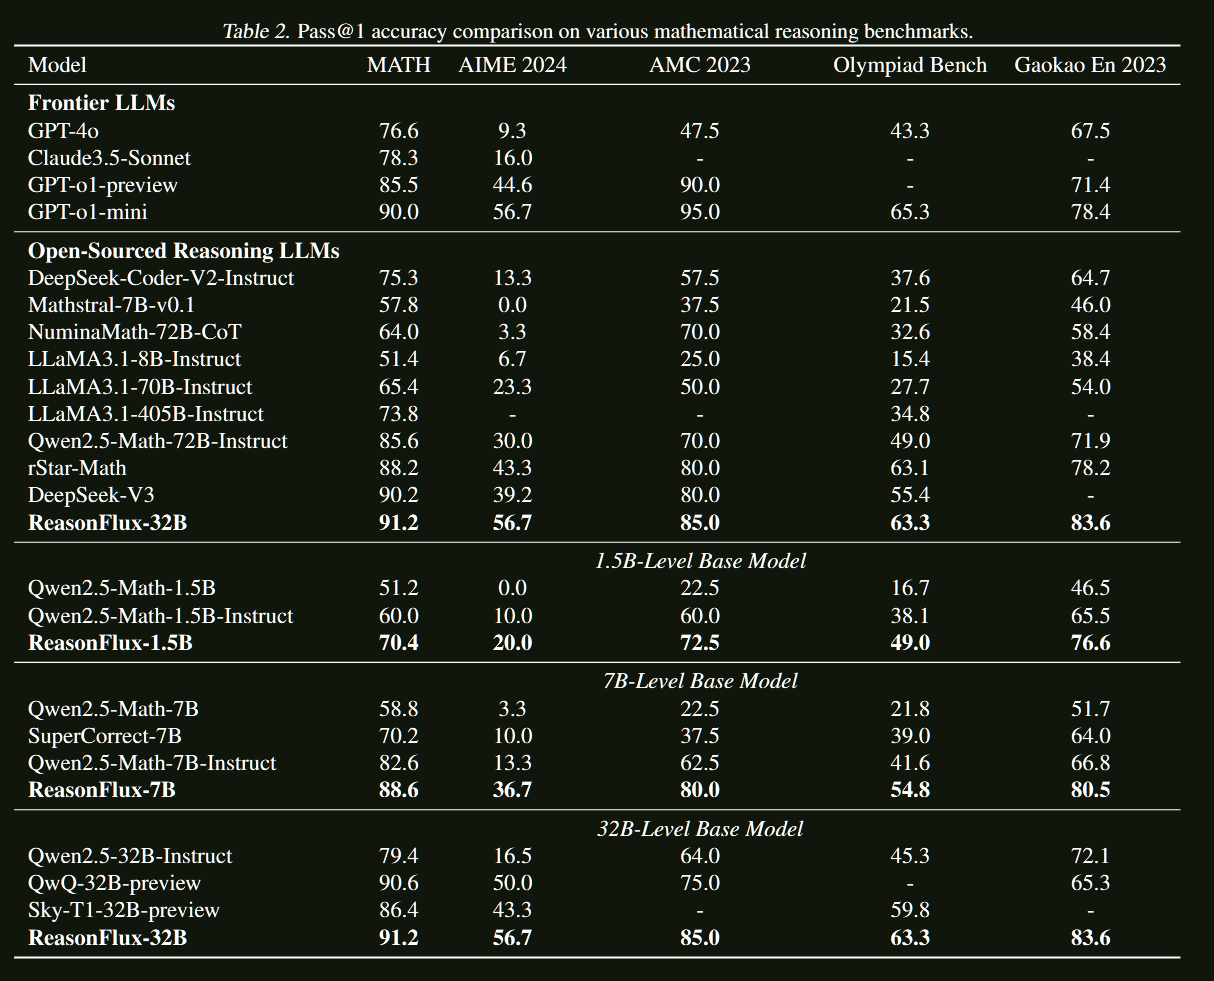 Table 2. Pass@1 accuracy comparison on various mathematical reasoning benchmarks.
Model MATH AIME 2024 AMC 2023 Olympiad Bench Gaokao En 2023
Frontier LLMs
GPT-4o 76.6 9.3 47.5 43.3 67.5
Claude3.5-Sonnet 78.3 16.0 - - -
GPT-o1-preview 85.5 44.6 90.0 - 71.4
GPT-o1-mini 90.0 56.7 95.0 65.3 78.4
Open-Sourced Reasoning LLMs
DeepSeek-Coder-V2-Instruct 75.3 13.3 57.5 37.6 64.7
Mathstral-7B-v0.1 57.8 0.0 37.5 21.5 46.0
NuminaMath-72B-CoT 64.0 3.3 70.0 32.6 58.4
LLaMA3.1-8B-Instruct 51.4 6.7 25.0 15.4 38.4
LLaMA3.1-70B-Instruct 65.4 23.3 50.0 27.7 54.0
LLaMA3.1-405B-Instruct 73.8 - - 34.8 -
Qwen2.5-Math-72B-Instruct 85.6 30.0 70.0 49.0 71.9
rStar-Math 88.2 43.3 80.0 63.1 78.2
DeepSeek-V3 90.2 39.2 80.0 55.4 -
ReasonFlux-32B 91.2 56.7 85.0 63.3 83.6
1.5B-Level Base Model
Qwen2.5-Math-1.5B 51.2 0.0 22.5 16.7 46.5
Qwen2.5-Math-1.5B-Instruct 60.0 10.0 60.0 38.1 65.5
ReasonFlux-1.5B 70.4 20.0 72.5 49.0 76.6
7B-Level Base Model
Qwen2.5-Math-7B 58.8 3.3 22.5 21.8 51.7
SuperCorrect-7B 70.2 10.0 37.5 39.0 64.0
Qwen2.5-Math-7B-Instruct 82.6 13.3 62.5 41.6 66.8
ReasonFlux-7B 88.6 36.7 80.0 54.8 80.5
32B-Level Base Model
Qwen2.5-32B-Instruct 79.4 16.5 64.0 45.3 72.1
QwQ-32B-preview 90.6 50.0 75.0 - 65.3
Sky-T1-32B-preview 86.4 43.3 - 59.8 -
ReasonFlux-32B 91.2 56.7 85.0 63.3 83.6